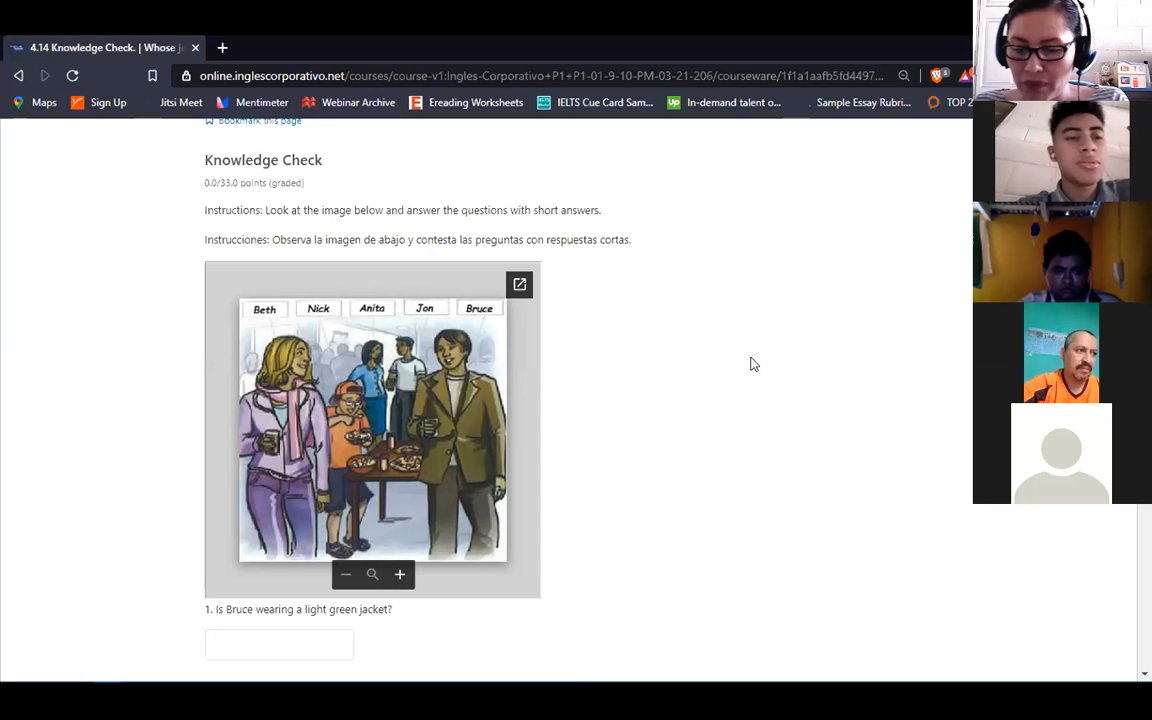 4.14 Knowledge Check. | Whose j
online.inglescorporativo.net/courses/course-v1:Ingles-Corporativo+P1+P1-01-9-10-PM-03-21-206/courseware/1f1a1aafb5fd4497...
Maps Sign Up Jitsi Meet Mentimeter Webinar Archive Ereading Worksheets IELTS Cue Card Sam... In-demand talent o... Sample Essay Rubri... TOP 2
Bookmark this page
Knowledge Check
0.0/33.0 points (graded)
Instructions: Look at the image below and answer the questions with short answers.
Instrucciones: Observa la imagen de abajo y contesta las preguntas con respuestas cortas.
Beth Nick Anita Jon Bruce
1. Is Bruce wearing a light green jacket?